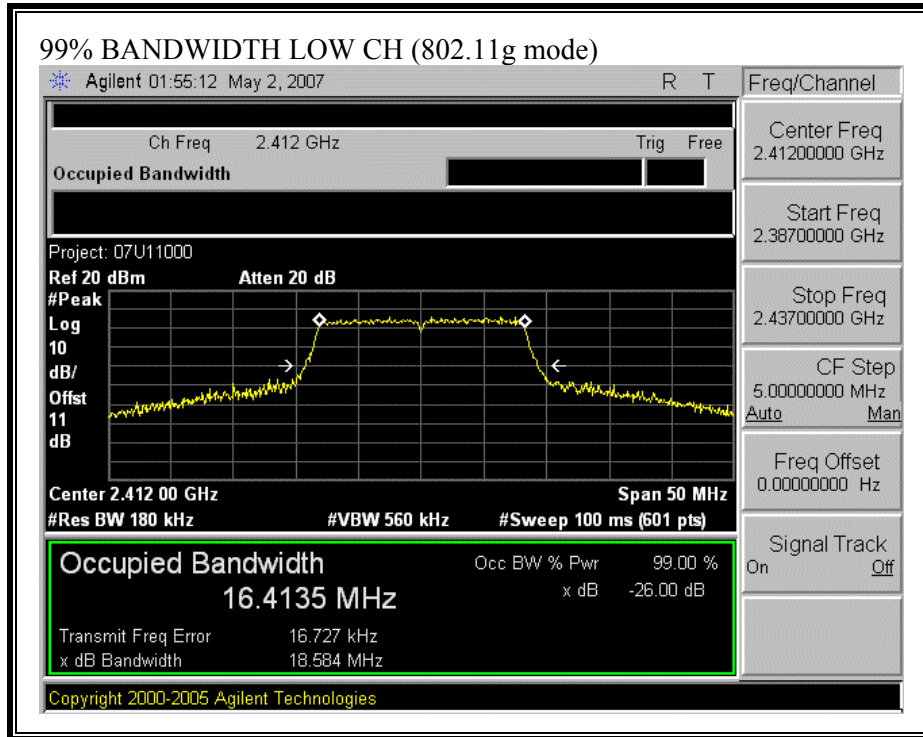 99% BANDWIDTH LOW CH (802.11g mode)
Agilent 01:55:12 May 2, 2007 R T Freq/Channel
Ch Freq 2.412 GHz Trig Free
Occupied Bandwidth
Center Freq
2.41200000 GHz
Start Freq
2.38700000 GHz
Stop Freq
2.43700000 GHz
CF Step
5.00000000 MHz
Auto Man
Freq Offset
0.00000000 Hz
Signal Track
On Off
Project: 07U11000
Ref 20 dBm Atten 20 dB
#Peak
Log
10
dB/
Offst
11
dB
Center 2.412 00 GHz Span 50 MHz
#Res BW 180 kHz #VBW 560 kHz #Sweep 100 ms (601 pts)
Occupied Bandwidth Occ BW % Pwr 99.00 %
16.4135 MHz x dB -26.00 dB
Transmit Freq Error 16.727 kHz
x dB Bandwidth 18.584 MHz
Copyright 2000-2005 Agilent Technologies